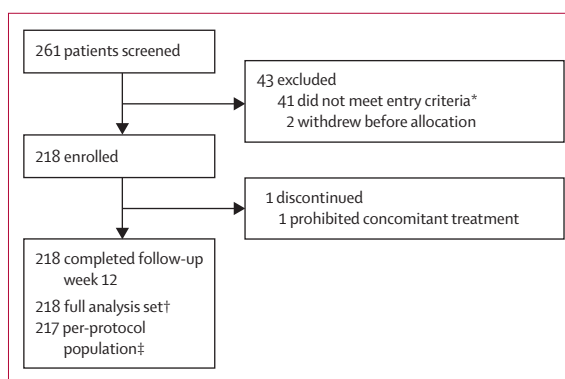 261 patients screened
43 excluded
41 did not meet entry criteria*
2 withdrew before allocation
218 enrolled
1 discontinued
1 prohibited concomitant treatment
218 completed follow-up
week 12
218 full analysis set†
217 per-protocol
population‡